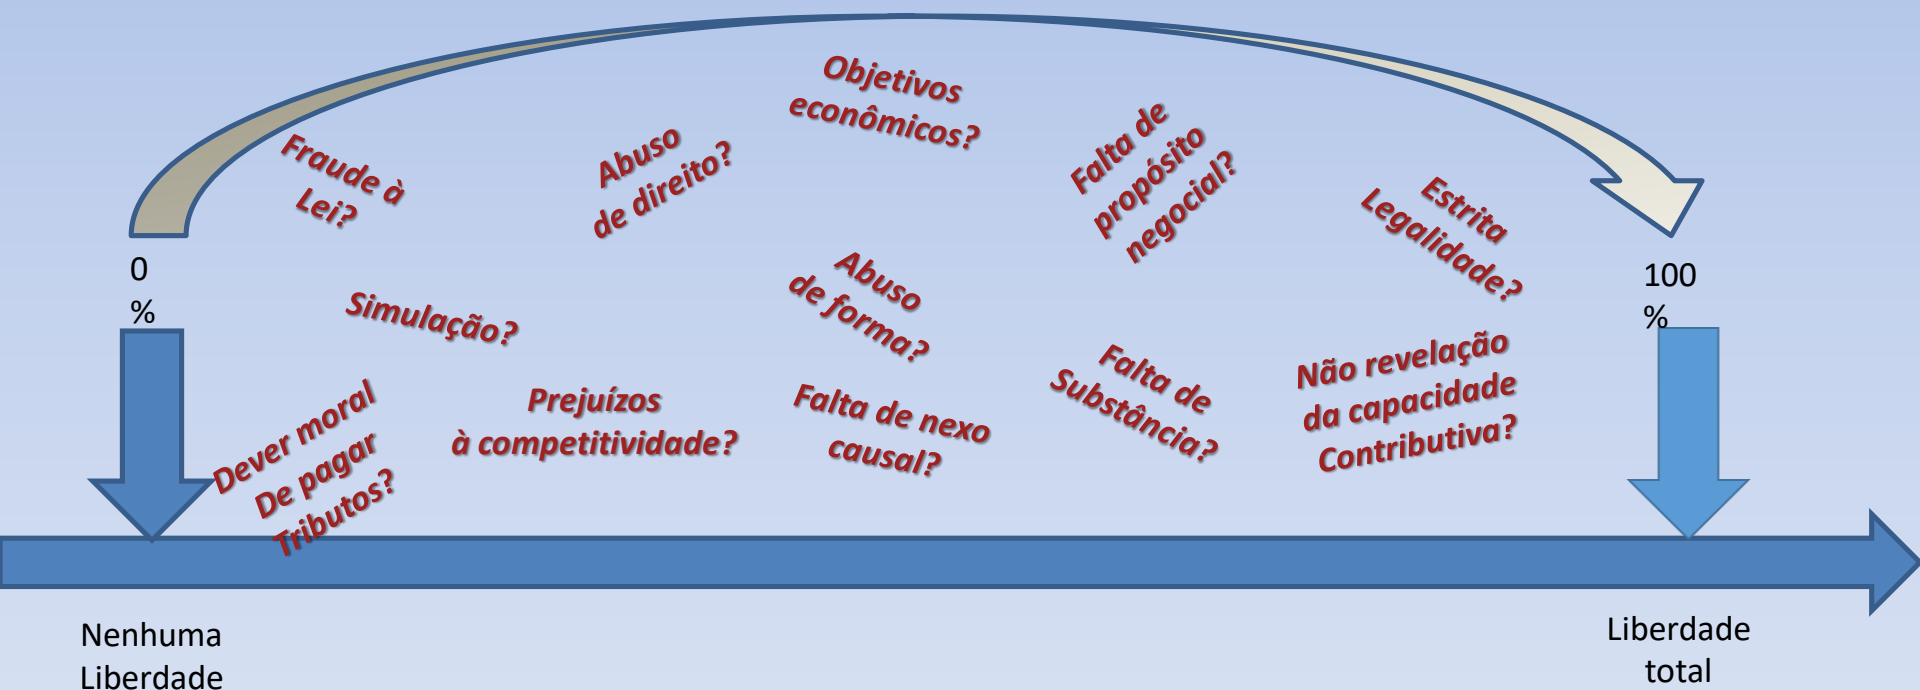 Objetivos
econômicos?
Fraude à
Lei?
Abuso
de direito?
Falta de
propósito
negocial?
Estrita
Legalidade?
0
%
100
%
Simulação?
Abuso
de forma?
Dever moral
De pagar
Tributos?
Prejuízos
à competitividade?
Falta de nexo
causal?
Falta de
Substância?
Não revelação
da capacidade
Contributiva?
Nenhuma
Liberdade
Liberdade
total